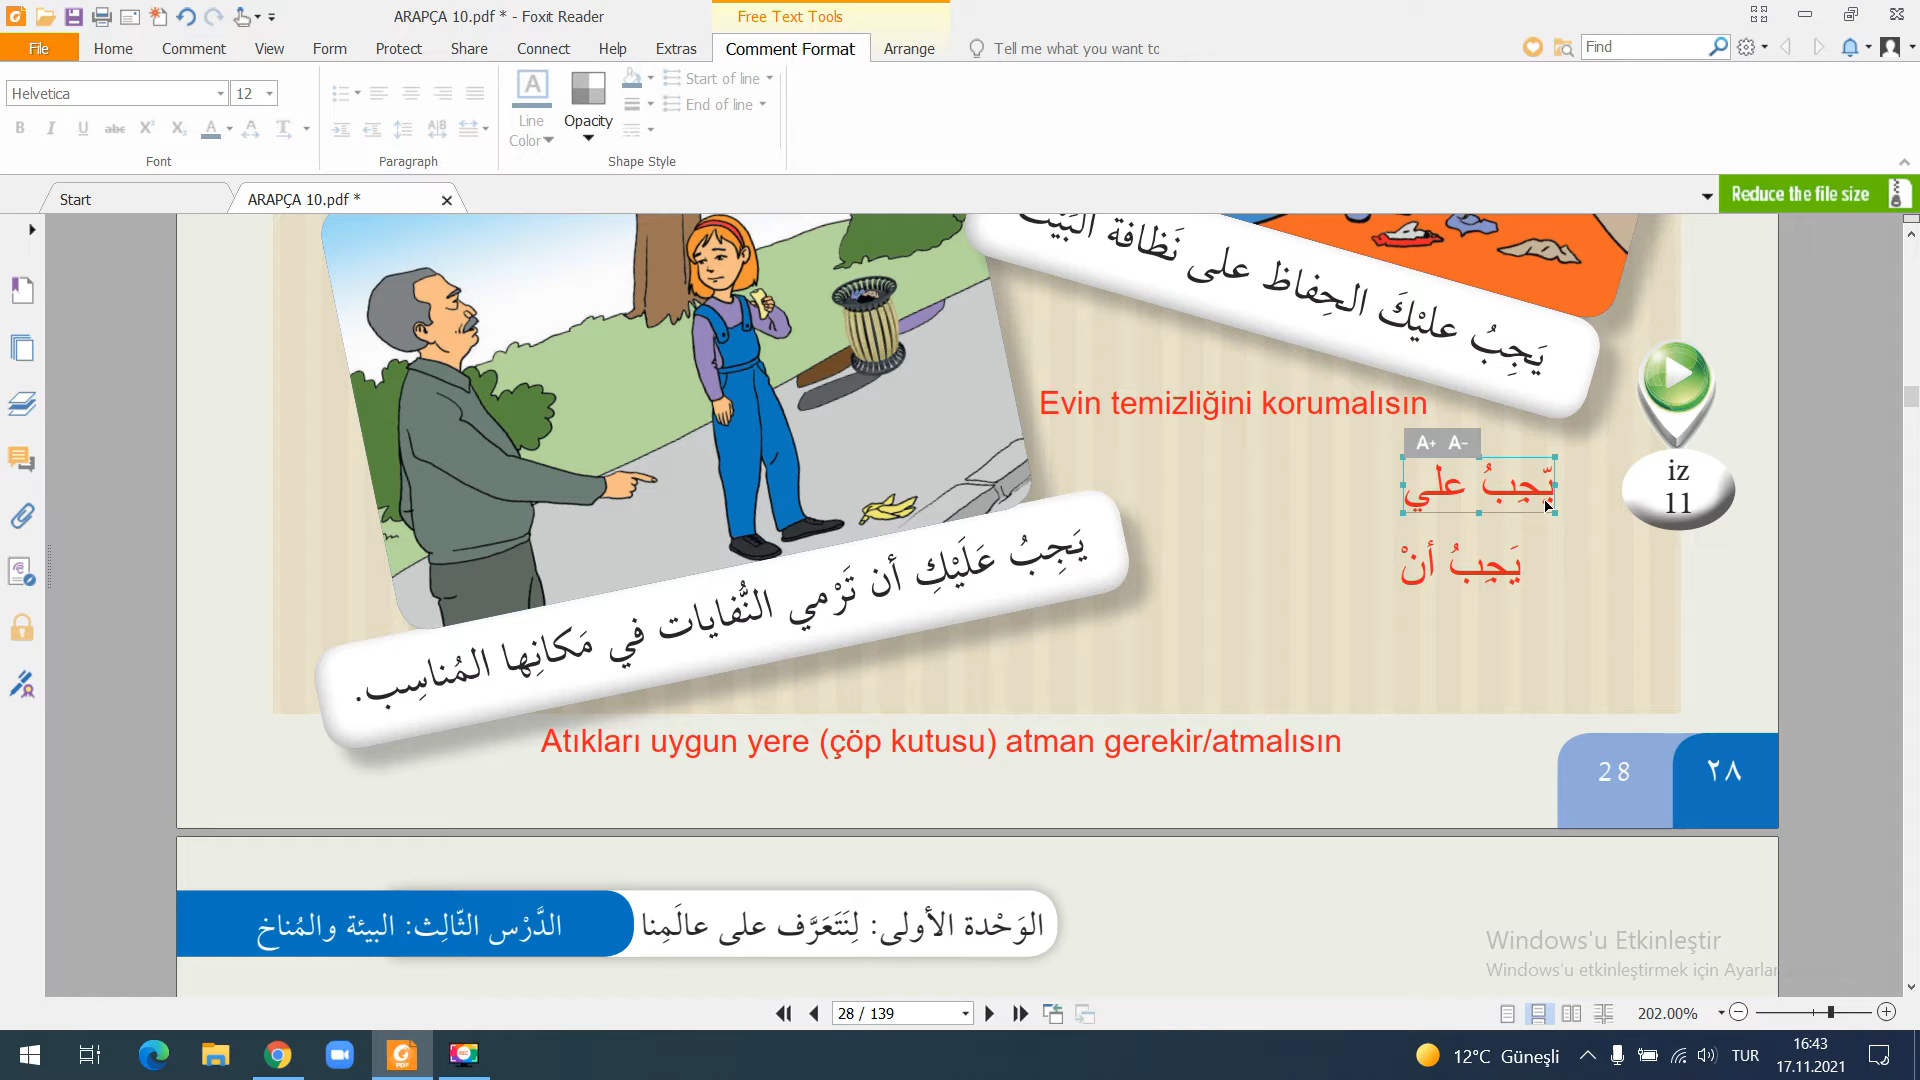 ARAPÇA 10.pdf * - Foxit Reader
Free Text Tools
File Home Comment View Form Protect Share Connect Help Extras Comment Format Arrange Tell me what you want to Find
Helvetica 12
Start of line
End of line
Line Color
Opacity
B I U abc X² X₂ A A T
Font Paragraph Shape Style
Start ARAPÇA 10.pdf *
Reduce the file size
يَجِبُ عليْكَ الحِفاظ على نَظافة البَيْت
Evin temizliğini korumalısın
A+ A-
يّجِبُ علي
iz
11
يَجِبُ أنْ
يَجِبُ عَلَيْكِ أن تَرْمي النُّفايات في مَكانِها المُناسِب.
Atıkları uygun yere (çöp kutusu) atman gerekir/atmalısın
28 ٢٨
الوَحْدة الأولى: لِنَتَعَرَّف على عالَمِنا الدَّرْس الثّالِث: البيئة والمُناخ
Windows'u Etkinleştir
Windows'u etkinleştirmek için Ayarlar
28 / 139
202.00%
12°C Güneşli
TUR
16:43
17.11.2021